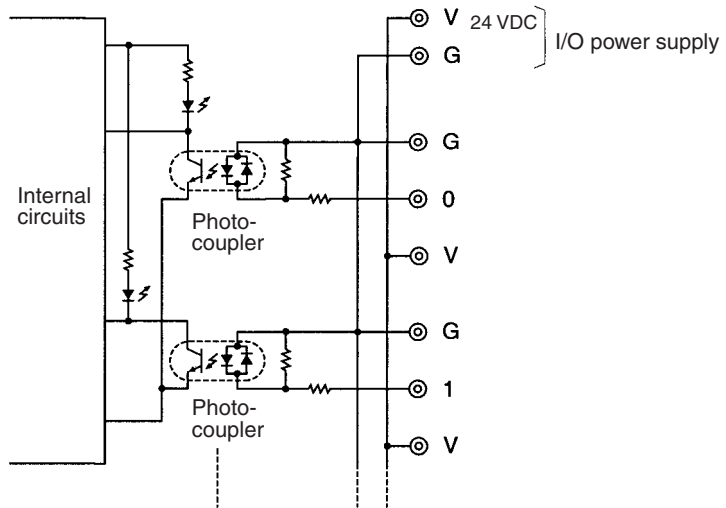 V 24 VDC
I/O power supply
G
G
Internal
circuits
0
Photo-
coupler
V
G
1
Photo-
coupler
V